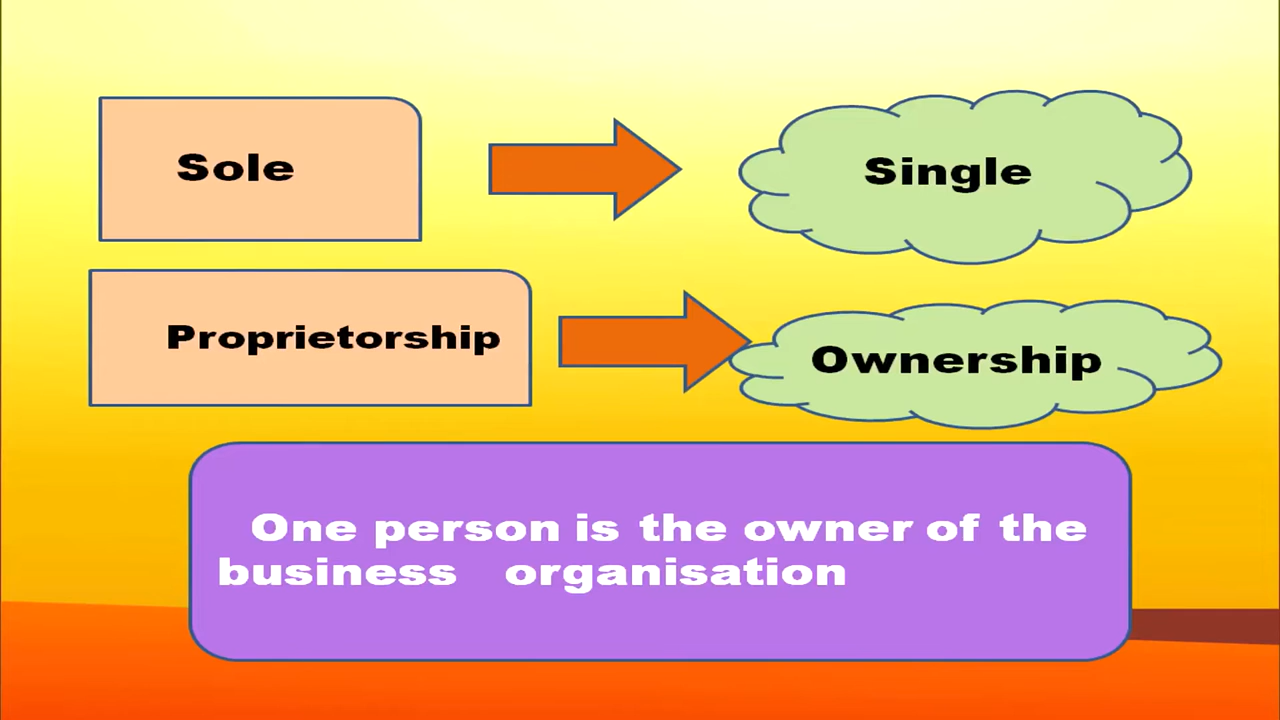 Sole
Single
Proprietorship
Ownership
One person is the owner of the
business organisation